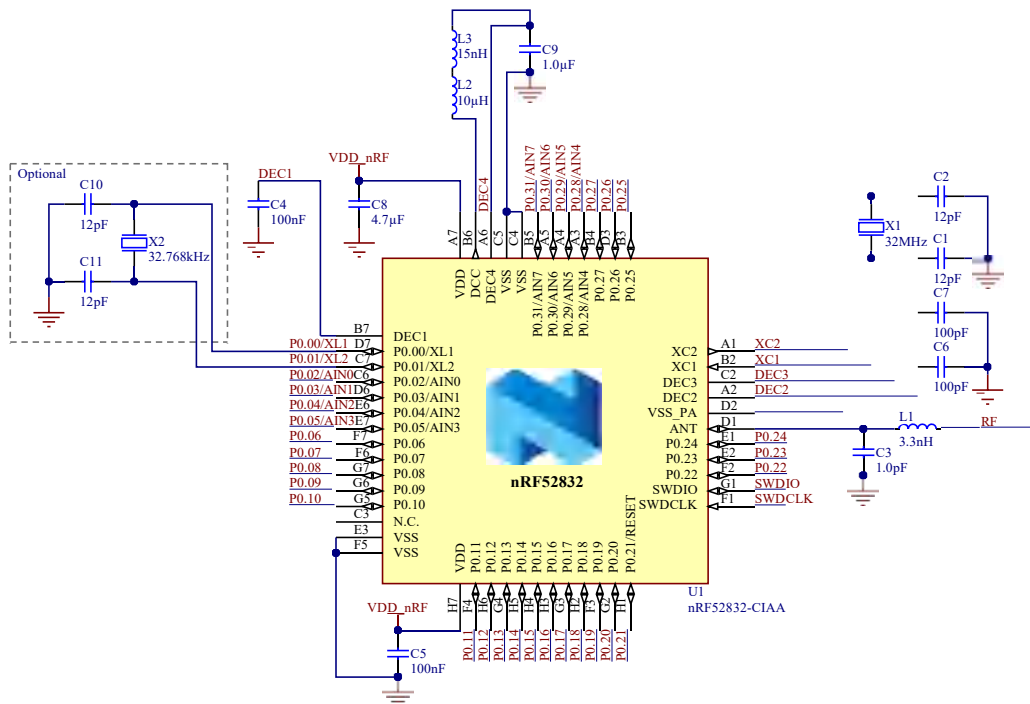 L3
15nH
L2
10µH
C9
1.0µF
Optional
C10
12pF
X2
32.768kHz
C11
12pF
DEC1
C4
100nF
VDD_nRF
C8
4.7µF
DEC4
P0.31/AIN7
P0.30/AIN6
P0.29/AIN5
P0.28/AIN4
P0.27
P0.26
P0.25
A7
B6
A6
C5
C4
B5
A5
A4
A3
B4
D3
B3
VDD
DCC
DEC4
VSS
VSS
P0.31/AIN7
P0.30/AIN6
P0.29/AIN5
P0.28/AIN4
P0.27
P0.26
P0.25
X1
32MHz
C2
12pF
C1
12pF
C7
100pF
C6
100pF
B7 DEC1
P0.00/XL1 D7 P0.00/XL1
P0.01/XL2 C7 P0.01/XL2
P0.02/AIN0 C6 P0.02/AIN0
P0.03/AIN1 D6 P0.03/AIN1
P0.04/AIN2 E6 P0.04/AIN2
P0.05/AIN3 E7 P0.05/AIN3
P0.06 F7 P0.06
P0.07 F6 P0.07
P0.08 G7 P0.08
P0.09 G6 P0.09
P0.10 G5 P0.10
C3 N.C.
E3 VSS
F5 VSS
nRF52832
XC2 A1 XC2
XC1 B2 XC1
DEC3 C2 DEC3
DEC2 A2 DEC2
VSS_PA D2
ANT D1
P0.24 E1 P0.24
P0.23 E2 P0.23
P0.22 F2 P0.22
SWDIO G1 SWDIO
SWDCLK F1 SWDCLK
L1
3.3nH
RF
C3
1.0pF
VDD
P0.11
P0.12
P0.13
P0.14
P0.15
P0.16
P0.17
P0.18
P0.19
P0.20
P0.21/RESET
U1
nRF52832-CIAA
H7
F4
H6
G4
H5
H4
H3
G3
H2
F3
G2
H1
VDD_nRF
C5
100nF
P0.11
P0.12
P0.13
P0.14
P0.15
P0.16
P0.17
P0.18
P0.19
P0.20
P0.21